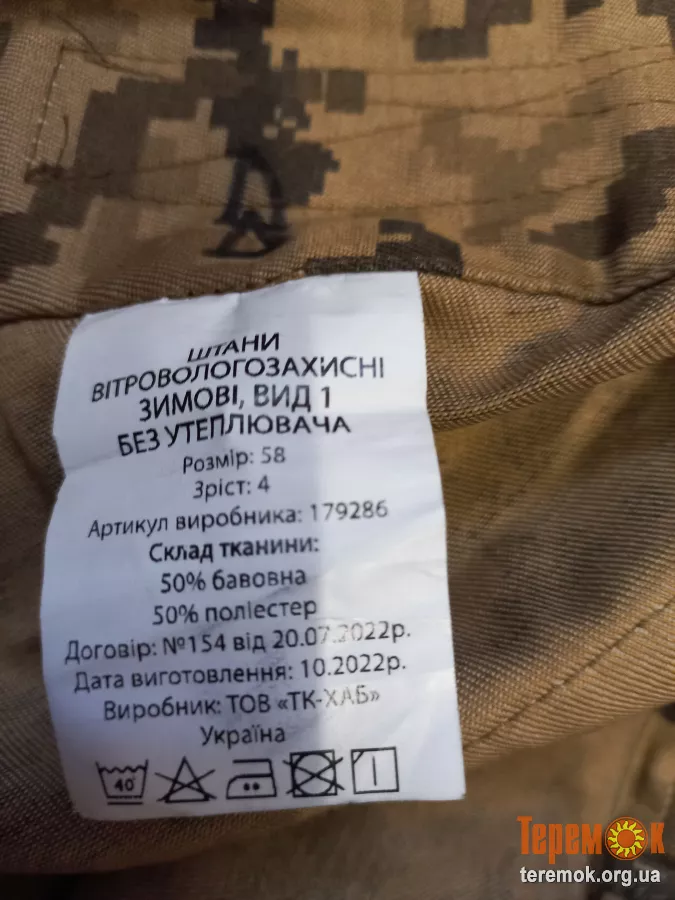 ШТАНИ
ВІТРОВОЛОГОЗАХИСНІ
ЗИМОВІ, ВИД 1
БЕЗ УТЕПЛЮВАЧА
Розмір: 58
Зріст: 4
Артикул виробника: 179286
Склад тканини:
50% бавовна
50% поліестер
Договір: №154 від 20.07.2022р.
Дата виготовлення: 10.2022р.
Виробник: ТОВ «ТК-ХАБ»
Україна
40°
Теремок
teremok.org.ua